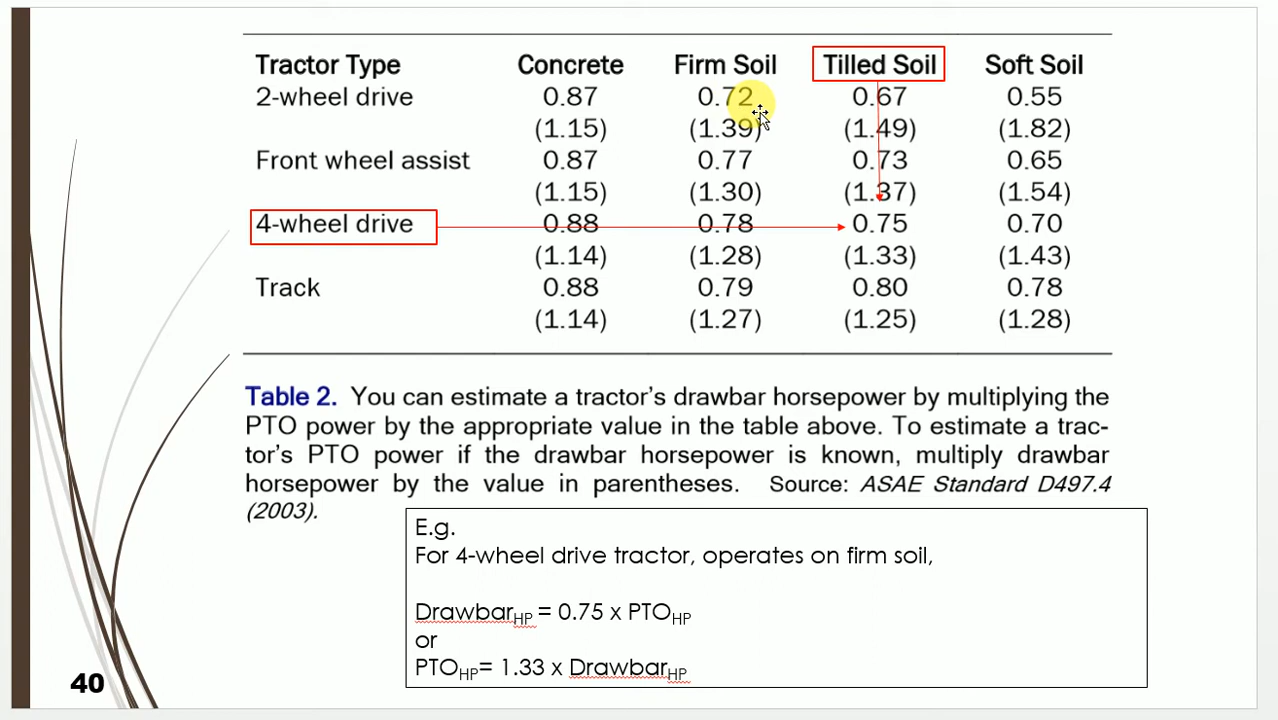 Tractor Type Concrete Firm Soil Tilled Soil Soft Soil
2-wheel drive 0.87 0.72 0.67 0.55
(1.15) (1.39) (1.49) (1.82)
Front wheel assist 0.87 0.77 0.73 0.65
(1.15) (1.30) (1.37) (1.54)
4-wheel drive 0.88 0.78 0.75 0.70
(1.14) (1.28) (1.33) (1.43)
Track 0.88 0.79 0.80 0.78
(1.14) (1.27) (1.25) (1.28)
Table 2. You can estimate a tractor's drawbar horsepower by multiplying the
PTO power by the appropriate value in the table above. To estimate a trac-
tor's PTO power if the drawbar horsepower is known, multiply drawbar
horsepower by the value in parentheses. Source: ASAE Standard D497.4
(2003).
E.g.
For 4-wheel drive tractor, operates on firm soil,
DrawbarHP = 0.75 x PTOHP
or
PTOHP= 1.33 x DrawbarHP
40